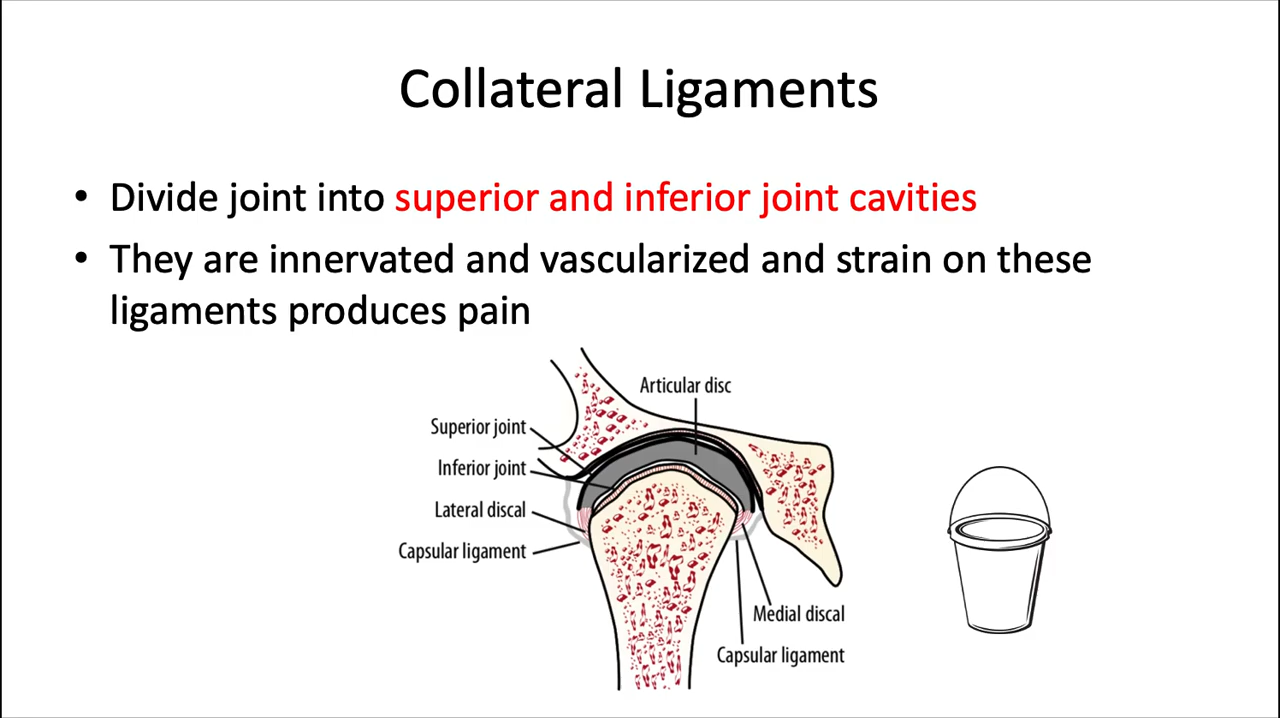 Collateral Ligaments
• Divide joint into superior and inferior joint cavities
• They are innervated and vascularized and strain on these
ligaments produces pain
Articular disc
Superior joint
Inferior joint
Lateral discal
Capsular ligament
Medial discal
Capsular ligament